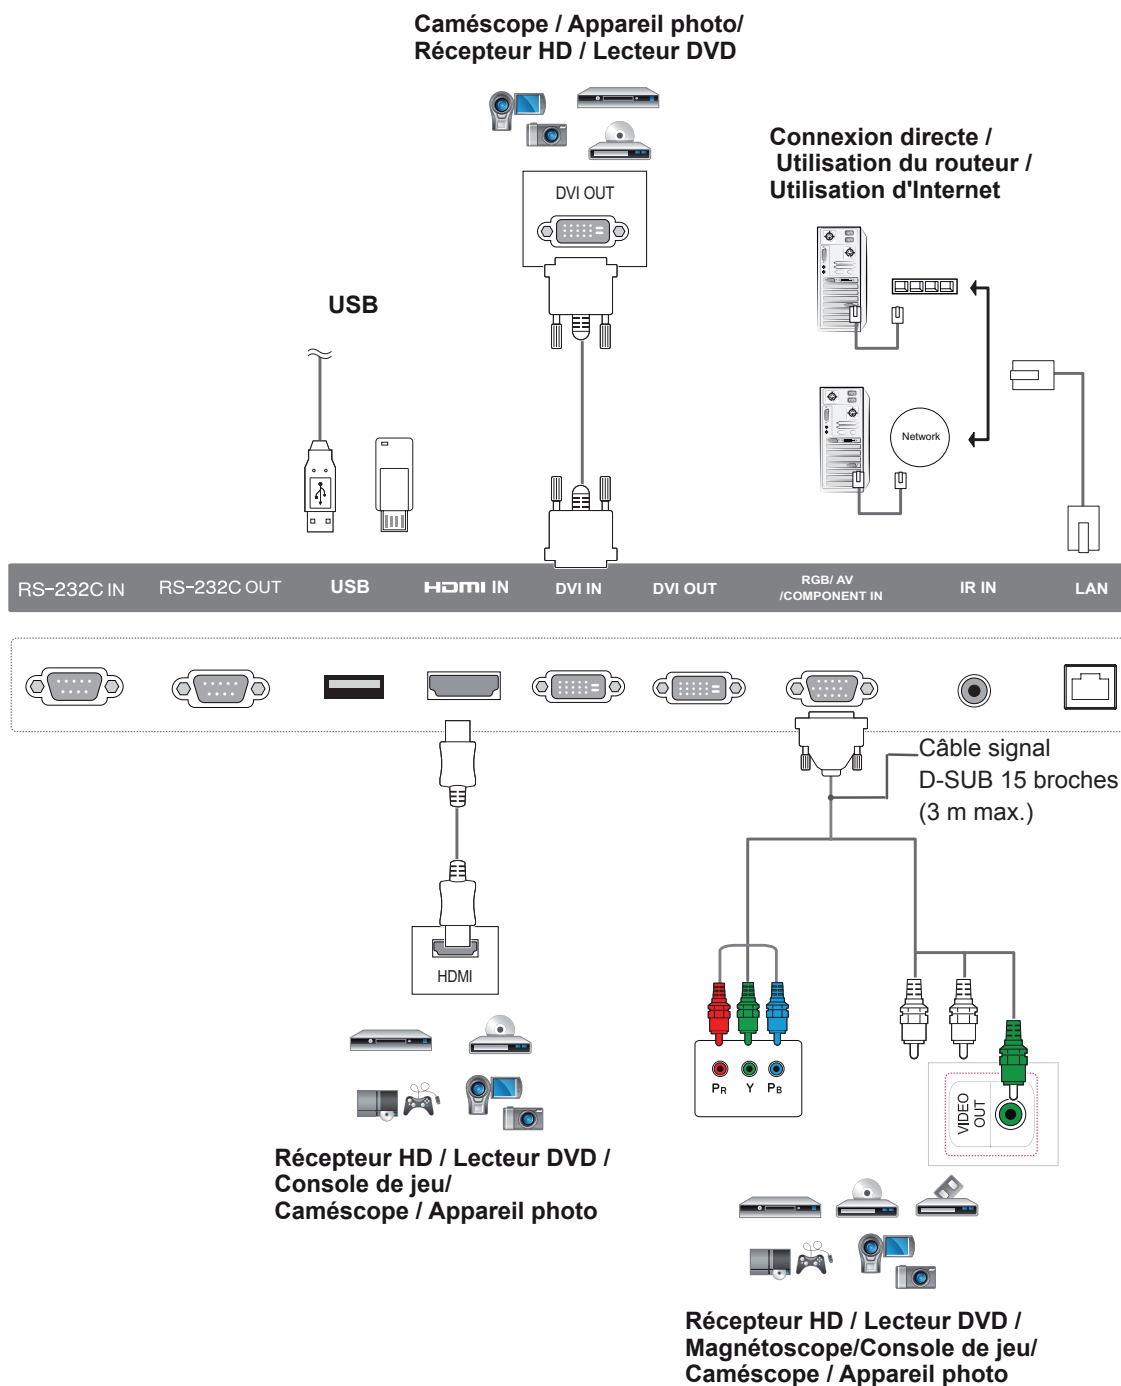 Caméscope / Appareil photo/
Récepteur HD / Lecteur DVD
DVI OUT
Connexion directe /
Utilisation du routeur /
Utilisation d'Internet
USB
Network
RS-232C IN
RS-232C OUT
USB
HDMI IN
DVI IN
DVI OUT
RGB/ AV
/COMPONENT IN
IR IN
LAN
Câble signal
D-SUB 15 broches
(3 m max.)
HDMI
PR Y PB
VIDEO
OUT
Récepteur HD / Lecteur DVD /
Console de jeu/
Caméscope / Appareil photo
Récepteur HD / Lecteur DVD /
Magnétoscope/Console de jeu/
Caméscope / Appareil photo